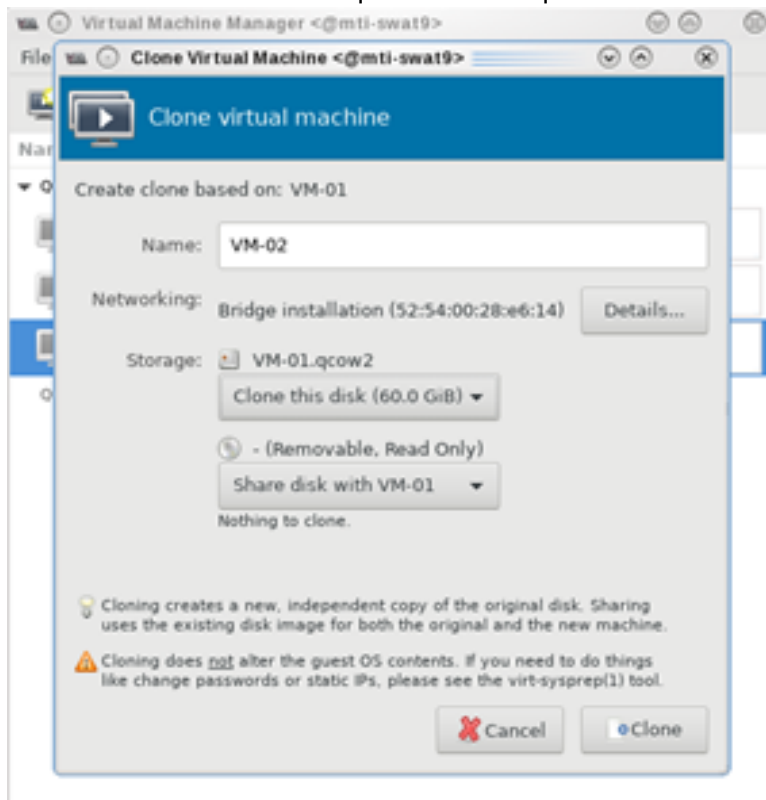 Virtual Machine Manager <@mti-swat9>
File
Clone Virtual Machine <@mti-swat9>
Clone virtual machine
Create clone based on: VM-01
Name: VM-02
Networking: Bridge installation (52:54:00:28:e6:14) Details...
Storage: VM-01.qcow2
Clone this disk (60.0 GiB)
- (Removable, Read Only)
Share disk with VM-01
Nothing to clone.
Cloning creates a new, independent copy of the original disk. Sharing
uses the existing disk image for both the original and the new machine.
Cloning does not alter the guest OS contents. If you need to do things
like change passwords or static IPs, please see the virt-sysprep(1) tool.
Cancel Clone